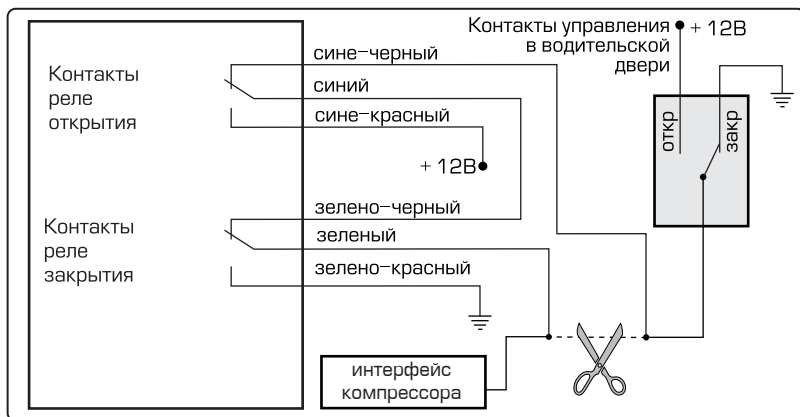 Контакты управления
в водительской
двери
+ 12В
сине-черный
Контакты
реле
открытия
синий
сине-красный
+ 12В
откр
закр
зелено-черный
Контакты
реле
закрытия
зеленый
зелено-красный
интерфейс
компрессора